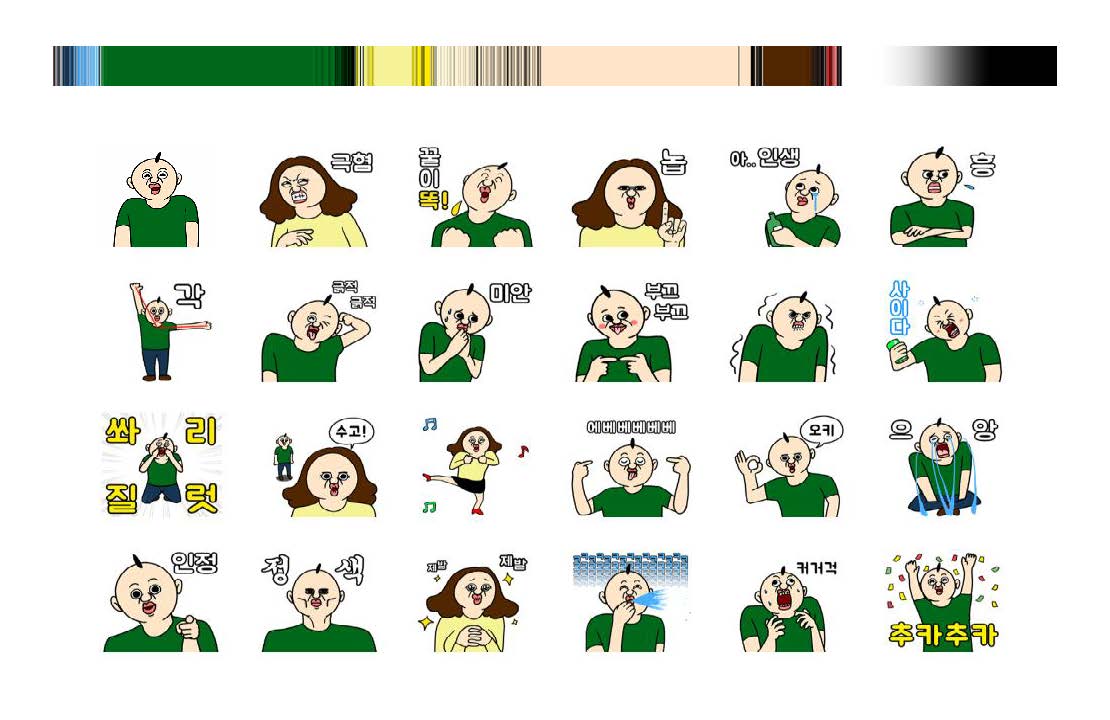 극혐
꿀
이
뚝!
놉
아..인생
흥
각
긁적
긁적
미안
부끄
부끄
사
이
다
쏴 리
질 럿
수고!
에베베베베베베
오키
으 앙
인정
정 색
제발 제발
커거걱
추카추카